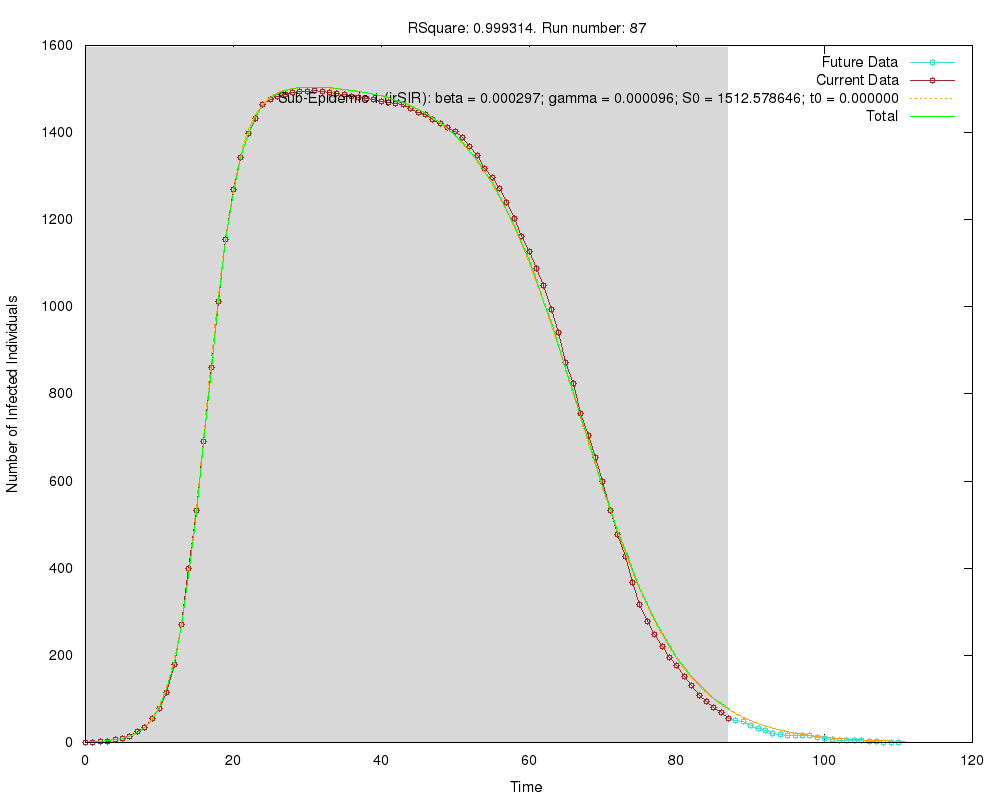 RSquare: 0.999314. Run number: 87
1600
1400
1200
1000
800
600
400
200
0
Number of Infected Individuals
Future Data
Current Data
Sub-Epidemic 1 (irSIR): beta = 0.000297; gamma = 0.000096; S0 = 1512.578646; t0 = 0.000000
Total
0 20 40 60 80 100 120
Time